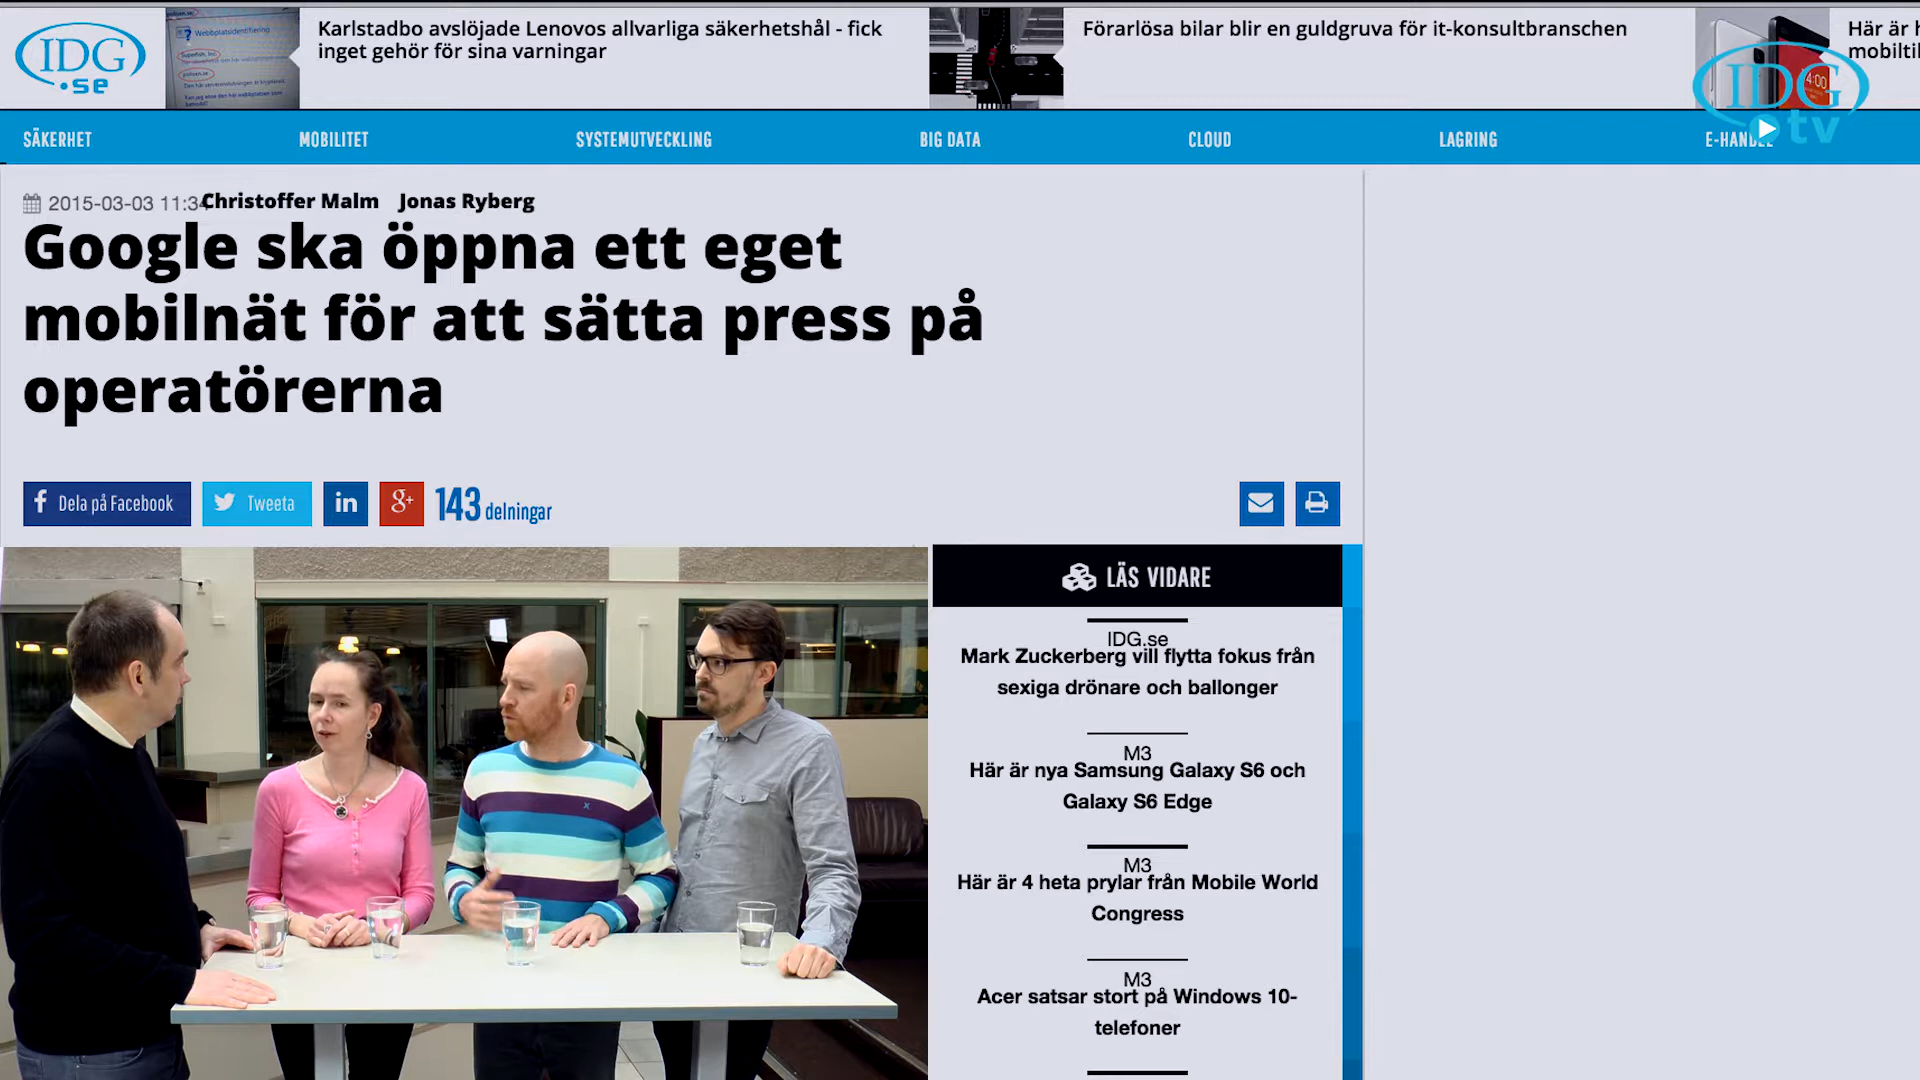 IDG
.se
Webbplatsidentifiering
Karlstadbo avslöjade Lenovos allvarliga säkerhetshål - fick
inget gehör för sina varningar
Förarlösa bilar blir en guldgruva för it-konsultbranschen
Här är
4:00
IDG
tv
SÄKERHET
MOBILITET
SYSTEMUTVECKLING
BIG DATA
CLOUD
LAGRING
2015-03-03 11:34
Christoffer Malm Jonas Ryberg
Google ska öppna ett eget
mobilnät för att sätta press på
operatörerna
Dela på Facebook
Tweeta
in
g+
143 delningar
LÄS VIDARE
IDG.se
Mark Zuckerberg vill flytta fokus från
sexiga drönare och ballonger
M3
Här är nya Samsung Galaxy S6 och
Galaxy S6 Edge
M3
Här är 4 heta prylar från Mobile World
Congress
M3
Acer satsar stort på Windows 10-
telefoner